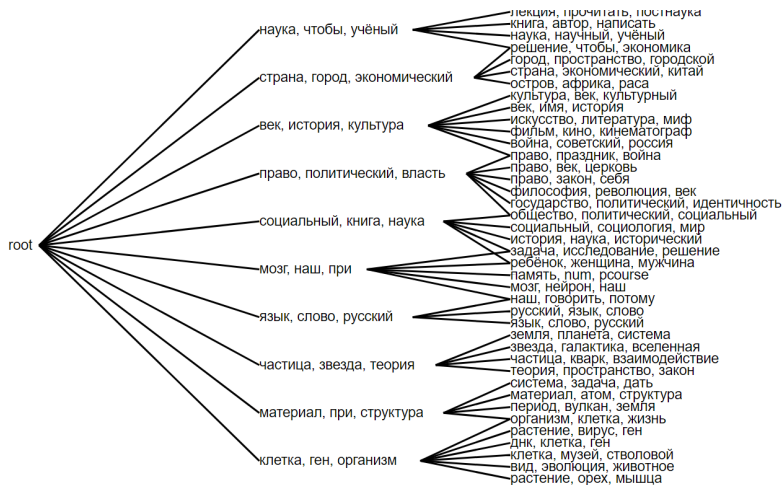 root
наука, чтобы, учёный
страна, город, экономический
век, история, культура
право, политический, власть
социальный, книга, наука
мозг, наш, при
язык, слово, русский
частица, звезда, теория
материал, при, структура
клетка, ген, организм
лекция, прочитать, постнаука
книга, автор, написать
наука, научный, учёный
решение, чтобы, экономика
город, пространство, городской
страна, экономический, китай
остров, африка, раса
культура, век, культурный
век, имя, история
искусство, литература, миф
фильм, кино, кинематограф
война, советский, россия
право, праздник, война
право, век, церковь
право, закон, себя
философия, революция, век
государство, политический, идентичность
общество, политический, социальный
социальный, социология, мир
история, наука, исторический
задача, исследование, решение
ребёнок, женщина, мужчина
память, num, pcourse
мозг, нейрон, наш
наш, говорить, потому
русский, язык, слово
язык, слово, русский
земля, планета, система
звезда, галактика, вселенная
частица, кварк, взаимодействие
теория, пространство, закон
система, задача, дать
материал, атом, структура
период, вулкан, земля
организм, клетка, жизнь
растение, вирус, ген
днк, клетка, ген
клетка, музей, стволовой
вид, эволюция, животное
растение, орех, мышца